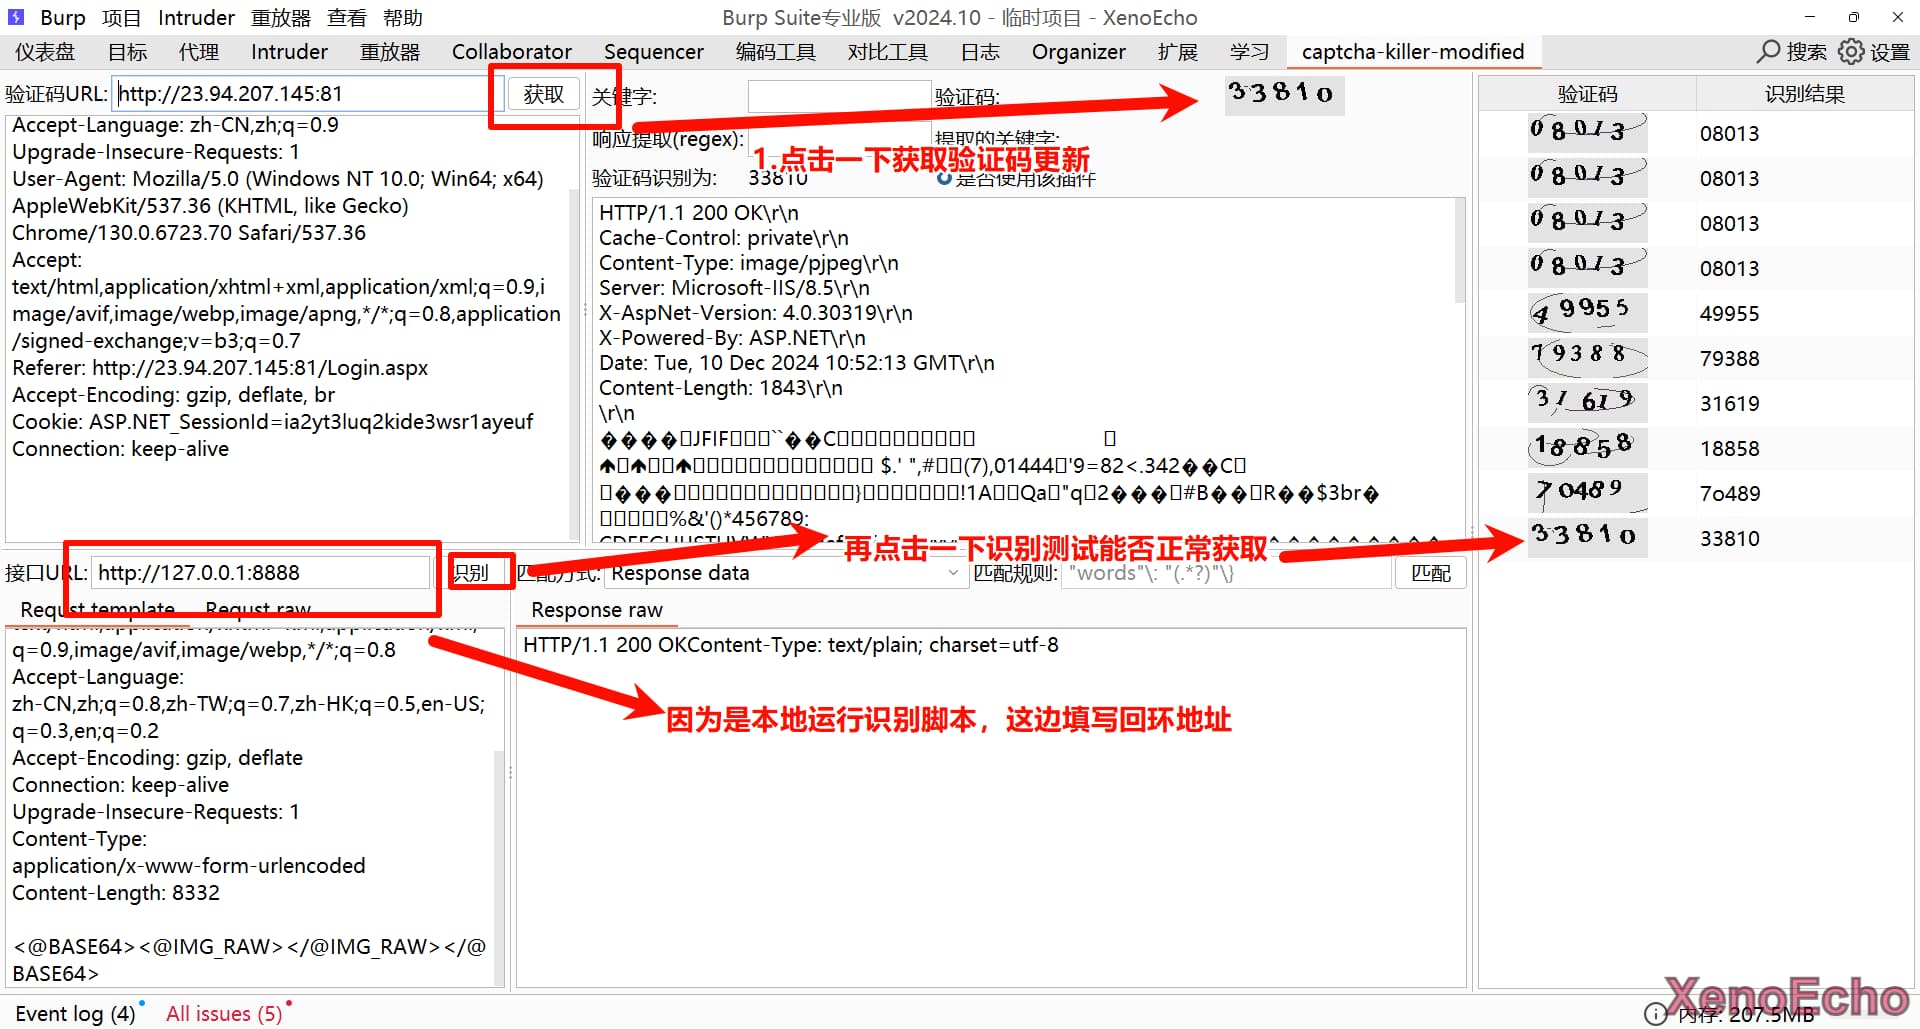 Burp 项目 Intruder 重放器 查看 帮助
Burp Suite专业版 v2024.10 - 临时项目 - XenoEcho
仪表盘 目标 代理 Intruder 重放器 Collaborator Sequencer 编码工具 对比工具 日志 Organizer 扩展 学习 captcha-killer-modified
搜索 设置
验证码URL: http://23.94.207.145:81 获取
Accept-Language: zh-CN,zh;q=0.9
Upgrade-Insecure-Requests: 1
User-Agent: Mozilla/5.0 (Windows NT 10.0; Win64; x64)
AppleWebKit/537.36 (KHTML, like Gecko)
Chrome/130.0.6723.70 Safari/537.36
Accept:
text/html,application/xhtml+xml,application/xml;q=0.9,i
mage/avif,image/webp,image/apng,*/*;q=0.8,application
/signed-exchange;v=b3;q=0.7
Referer: http://23.94.207.145:81/Login.aspx
Accept-Encoding: gzip, deflate, br
Cookie: ASP.NET_SessionId=ia2yt3luq2kide3wsr1ayeuf
Connection: keep-alive
关键字: 验证码: 33810
响应提取(regex): 提取的关键字:
1.点击一下获取验证码更新
验证码识别为: 33810 是否使用该插件
HTTP/1.1 200 OK\r\n
Cache-Control: private\r\n
Content-Type: image/pjpeg\r\n
Server: Microsoft-IIS/8.5\r\n
X-AspNet-Version: 4.0.30319\r\n
X-Powered-By: ASP.NET\r\n
Date: Tue, 10 Dec 2024 10:52:13 GMT\r\n
Content-Length: 1843\r\n
\r\n
验证码 识别结果
08013 08013
08013 08013
08013 08013
08013 08013
49955 49955
79388 79388
31619 31619
18858 18858
70489 7o489
33810 33810
再点击一下识别测试能否正常获取
接口URL: http://127.0.0.1:8888 识别 匹配方式: Response data 匹配规则: "words"\: "(.*?)"\} 匹配
Requst template Requst raw
q=0.9,image/avif,image/webp,*/*;q=0.8
Accept-Language:
zh-CN,zh;q=0.8,zh-TW;q=0.7,zh-HK;q=0.5,en-US;
q=0.3,en;q=0.2
Accept-Encoding: gzip, deflate
Connection: keep-alive
Upgrade-Insecure-Requests: 1
Content-Type:
application/x-www-form-urlencoded
Content-Length: 8332
<@BASE64><@IMG_RAW></@IMG_RAW></@
BASE64>
Response raw
HTTP/1.1 200 OKContent-Type: text/plain; charset=utf-8
因为是本地运行识别脚本，这边填写回环地址
Event log (4) All issues (5)
内存: 207.5MB
XenoEcho